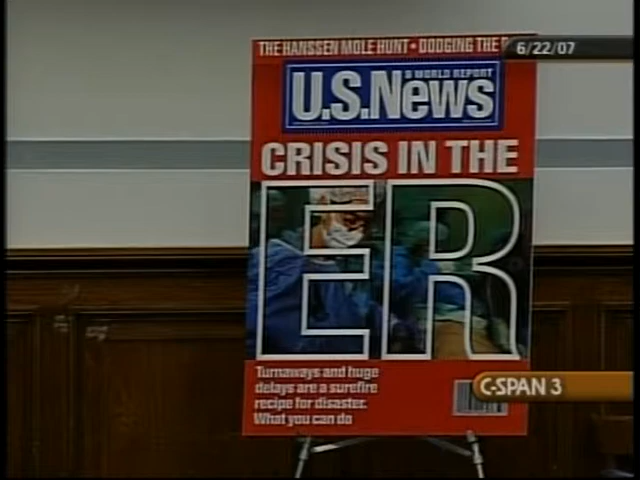 THE HANSSEN MOLE HUNT • DODGING THE
6/22/07
U.S.News
& WORLD REPORT
CRISIS IN THE
ER
Turnaways and huge
delays are a surefire
recipe for disaster.
What you can do
C-SPAN 3